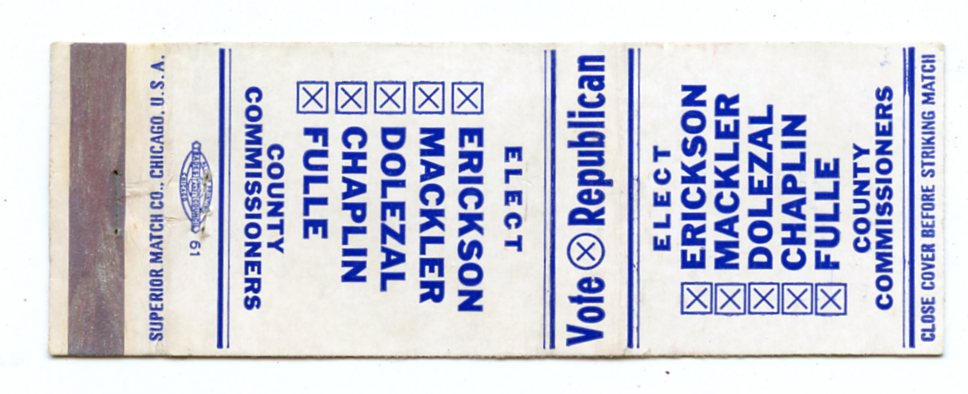 SUPERIOR MATCH CO., CHICAGO, U.S.A.
61
ELECT
ERICKSON
MACKLER
DOLEZAL
CHAPLIN
FULLE
COUNTY
COMMISIONERS
Vote Republican
ELECT
ERICKSON
MACKLER
DOLEZAL
CHAPLIN
FULLE
COUNTY
COMMISSIONERS
CLOSE COVER BEFORE STRIKING MATCH